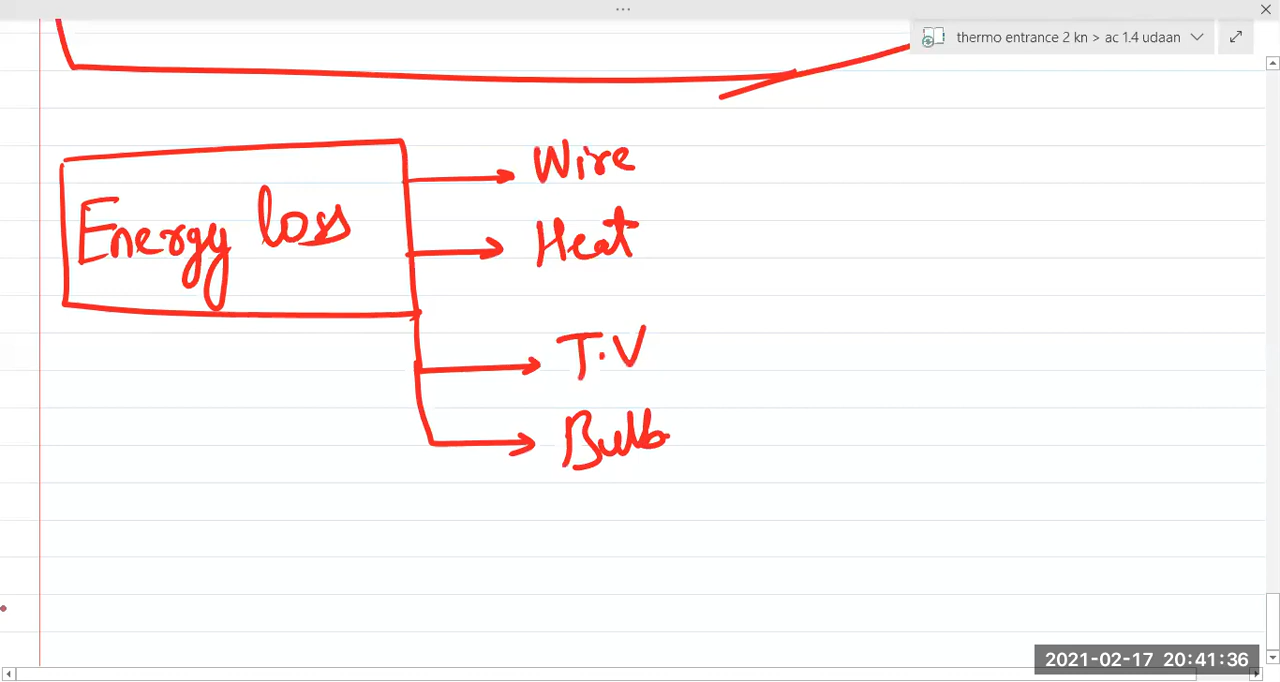 thermo entrance 2 kn > ac 1.4 udaan
Energy loss
Wire
Heat
T.V
Bulb
2021-02-17 20:41:36